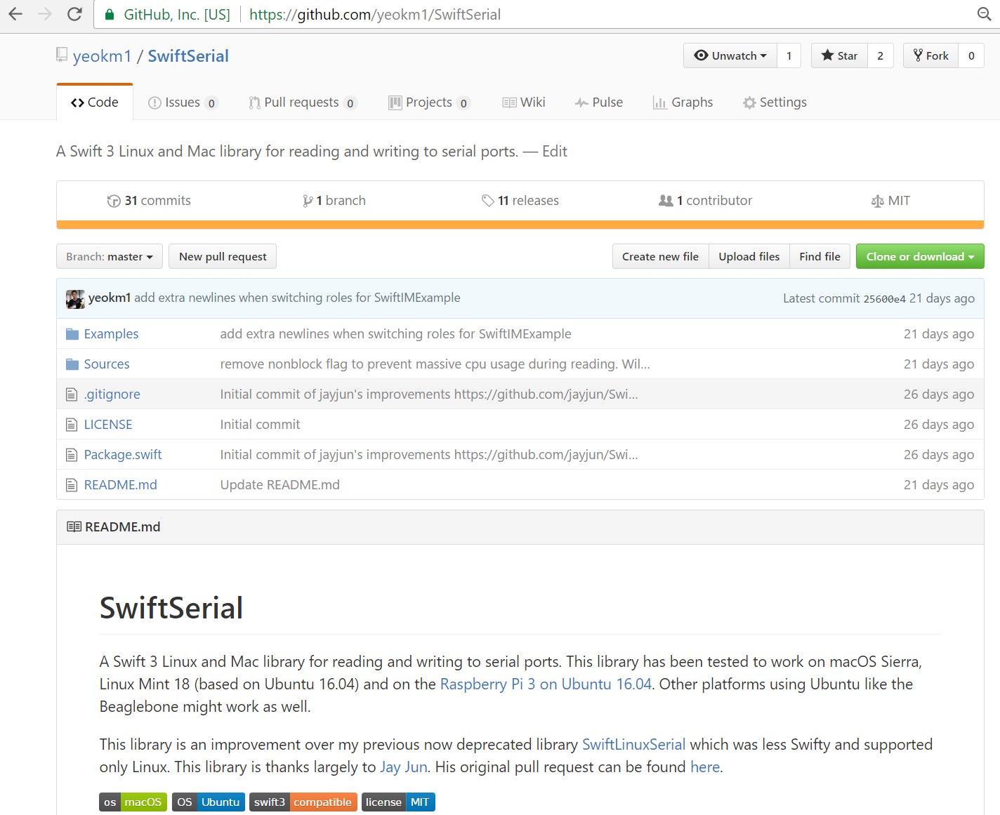 GitHub, Inc. [US] https://github.com/yeokm1/SwiftSerial
yeokm1 / SwiftSerial Unwatch 1 Star 2 Fork 0
Code Issues 0 Pull requests 0 Projects 0 Wiki Pulse Graphs Settings
A Swift 3 Linux and Mac library for reading and writing to serial ports. — Edit
31 commits 1 branch 11 releases 1 contributor MIT
Branch: master New pull request Create new file Upload files Find file Clone or download
yeokm1 add extra newlines when switching roles for SwiftIMExample Latest commit 25600e4 21 days ago
Examples add extra newlines when switching roles for SwiftIMExample 21 days ago
Sources remove nonblock flag to prevent massive cpu usage during reading. Wil... 21 days ago
.gitignore Initial commit of jayjun's improvements https://github.com/jayjun/Swi... 26 days ago
LICENSE Initial commit 26 days ago
Package.swift Initial commit of jayjun's improvements https://github.com/jayjun/Swi... 26 days ago
README.md Update README.md 21 days ago
README.md
SwiftSerial
A Swift 3 Linux and Mac library for reading and writing to serial ports. This library has been tested to work on macOS Sierra,
Linux Mint 18 (based on Ubuntu 16.04) and on the Raspberry Pi 3 on Ubuntu 16.04. Other platforms using Ubuntu like the
Beaglebone might work as well.
This library is an improvement over my previous now deprecated library SwiftLinuxSerial which was less Swifty and supported
only Linux. This library is thanks largely to Jay Jun. His original pull request can be found here.
os macOS OS Ubuntu swift3 compatible license MIT